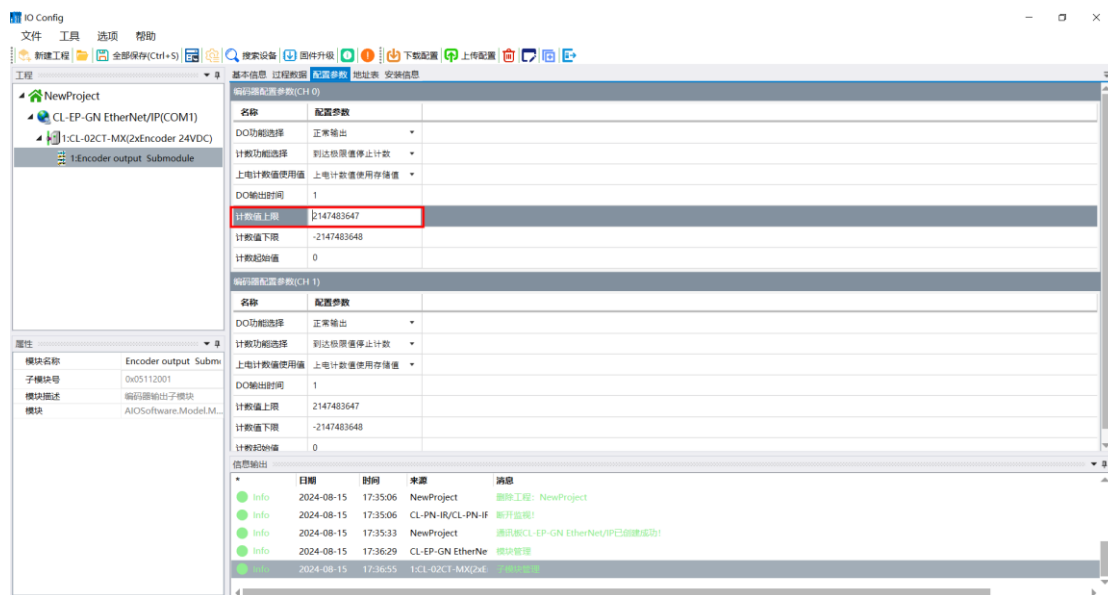 IO Config
文件 工具 选项 帮助
新建工程 全部保存(Ctrl+S) 搜索设备 固件升级 下载配置 上传配置
工程
NewProject
CL-EP-GN EtherNet/IP(COM1)
1:CL-02CT-MX(2xEncoder 24VDC)
1:Encoder output Submodule
属性
模块名称 Encoder output Subm
子模块号 0x05112001
模块描述 编码器输出子模块
模块 AIOSoftware.Model.M...
基本信息 过程数据 配置参数 地址表 安装信息
编码器配置参数(CH 0)
名称 配置参数
DO功能选择 正常输出
计数功能选择 到达极限值停止计数
上电计数值使用值 上电计数值使用存储值
DO输出时间 1
计数值上限 2147483647
计数值下限 -2147483648
计数起始值 0
编码器配置参数(CH 1)
名称 配置参数
DO功能选择 正常输出
计数功能选择 到达极限值停止计数
上电计数值使用值 上电计数值使用存储值
DO输出时间 1
计数值上限 2147483647
计数值下限 -2147483648
计数起始值 0
信息输出
* 日期 时间 来源 消息
Info 2024-08-15 17:35:06 NewProject 删除工程：NewProject
Info 2024-08-15 17:35:06 CL-PN-IR/CL-PN-IF 断开监视!
Info 2024-08-15 17:35:33 NewProject 通讯板CL-EP-GN EtherNet/IP已创建成功!
Info 2024-08-15 17:36:29 CL-EP-GN EtherNe 模块管理
Info 2024-08-15 17:36:55 1:CL-02CT-MX(2xE: 子模块管理